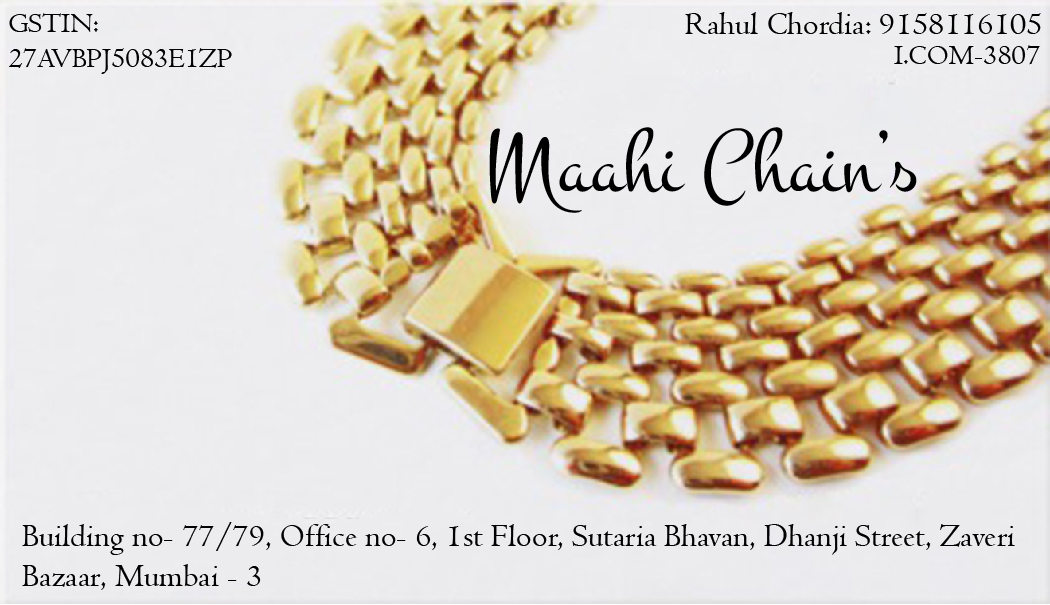 GSTIN:
27AVBPJ5083E1ZP
Rahul Chordia: 9158116105
I.COM-3807
Maahi Chain's
Building no- 77/79, Office no- 6, 1st Floor, Sutaria Bhavan, Dhanji Street, Zaveri
Bazaar, Mumbai - 3